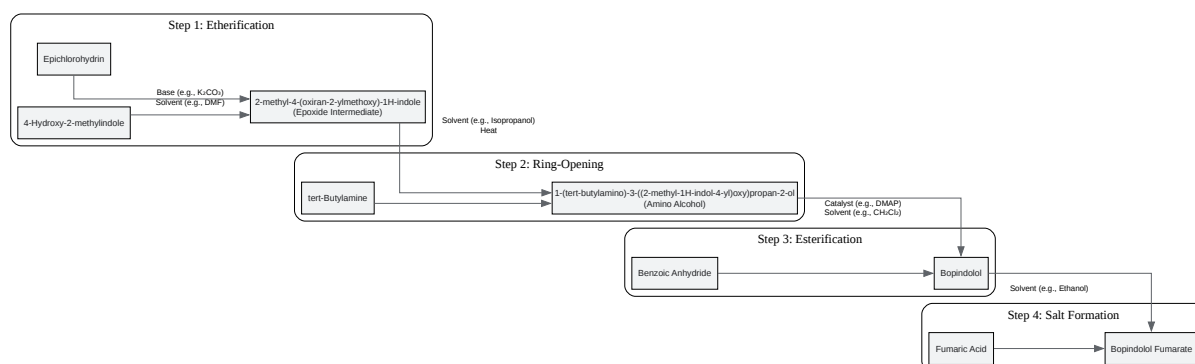 Step 1: Etherification
Epichlorohydrin
Base (e.g., K₂CO₃)
Solvent (e.g., DMF)
2-methyl-4-(oxiran-2-ylmethoxy)-1H-indole
(Epoxide Intermediate)
4-Hydroxy-2-methylindole
Solvent (e.g., Isopropanol)
Heat
Step 2: Ring-Opening
tert-Butylamine
1-(tert-butylamino)-3-((2-methyl-1H-indol-4-yl)oxy)propan-2-ol
(Amino Alcohol)
Catalyst (e.g., DMAP)
Solvent (e.g., CH₂Cl₂)
Step 3: Esterification
Benzoic Anhydride
Bopindolol
Solvent (e.g., Ethanol)
Step 4: Salt Formation
Fumaric Acid
Bopindolol Fumarate